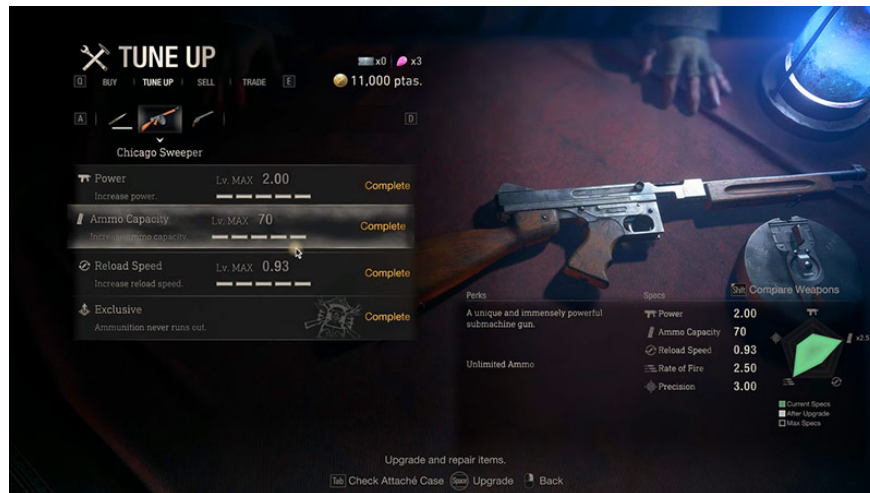 TUNE UP
x0 x3
Q BUY TUNE UP SELL TRADE E
11,000 ptas.
A D
Chicago Sweeper
Power Lv. MAX 2.00 Complete
Increase power.
Ammo Capacity Lv. MAX 70 Complete
Increase ammo capacity.
Reload Speed Lv. MAX 0.93 Complete
Increase reload speed.
Exclusive Complete
Ammunition never runs out.
Shift Compare Weapons
Perks
A unique and immensely powerful
submachine gun.
Unlimited Ammo
Specs
Power 2.00
Ammo Capacity 70
Reload Speed 0.93
Rate of Fire 2.50
Precision 3.00
x2.5
Current Specs
After Upgrade
Max Specs
Upgrade and repair items.
Tab Check Attaché Case Space Upgrade Back